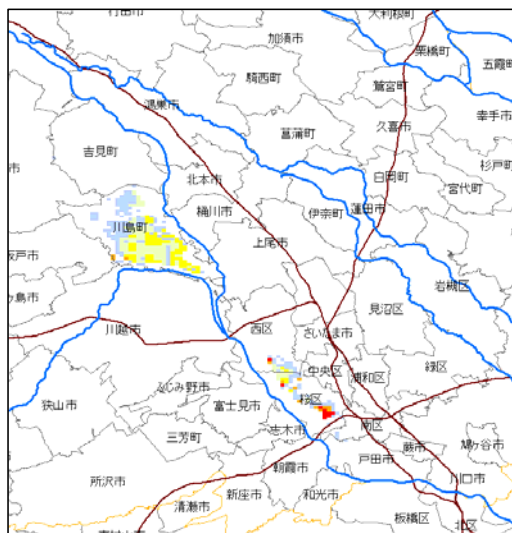 行田市
加須市
大利根町
栗橋町
五霞町
騎西町
鷲宮町
鴻巣市
幸手市
菖蒲町
久喜市
吉見町
杉戸町
北本市
白岡町
宮代町
桶川市
伊奈町
蓮田市
川島町
上尾市
坂戸市
岩槻区
ヶ島市
見沼区
川越市
西区
さいたま市
中央区
浦和区
緑区
ふじみ野市
狭山市
富士見市
桜区
志木市
南区
三芳町
蕨市
鳩ヶ谷市
戸田市
朝霞市
所沢市
川口市
新座市
和光市
清瀬市
板橋区
北区